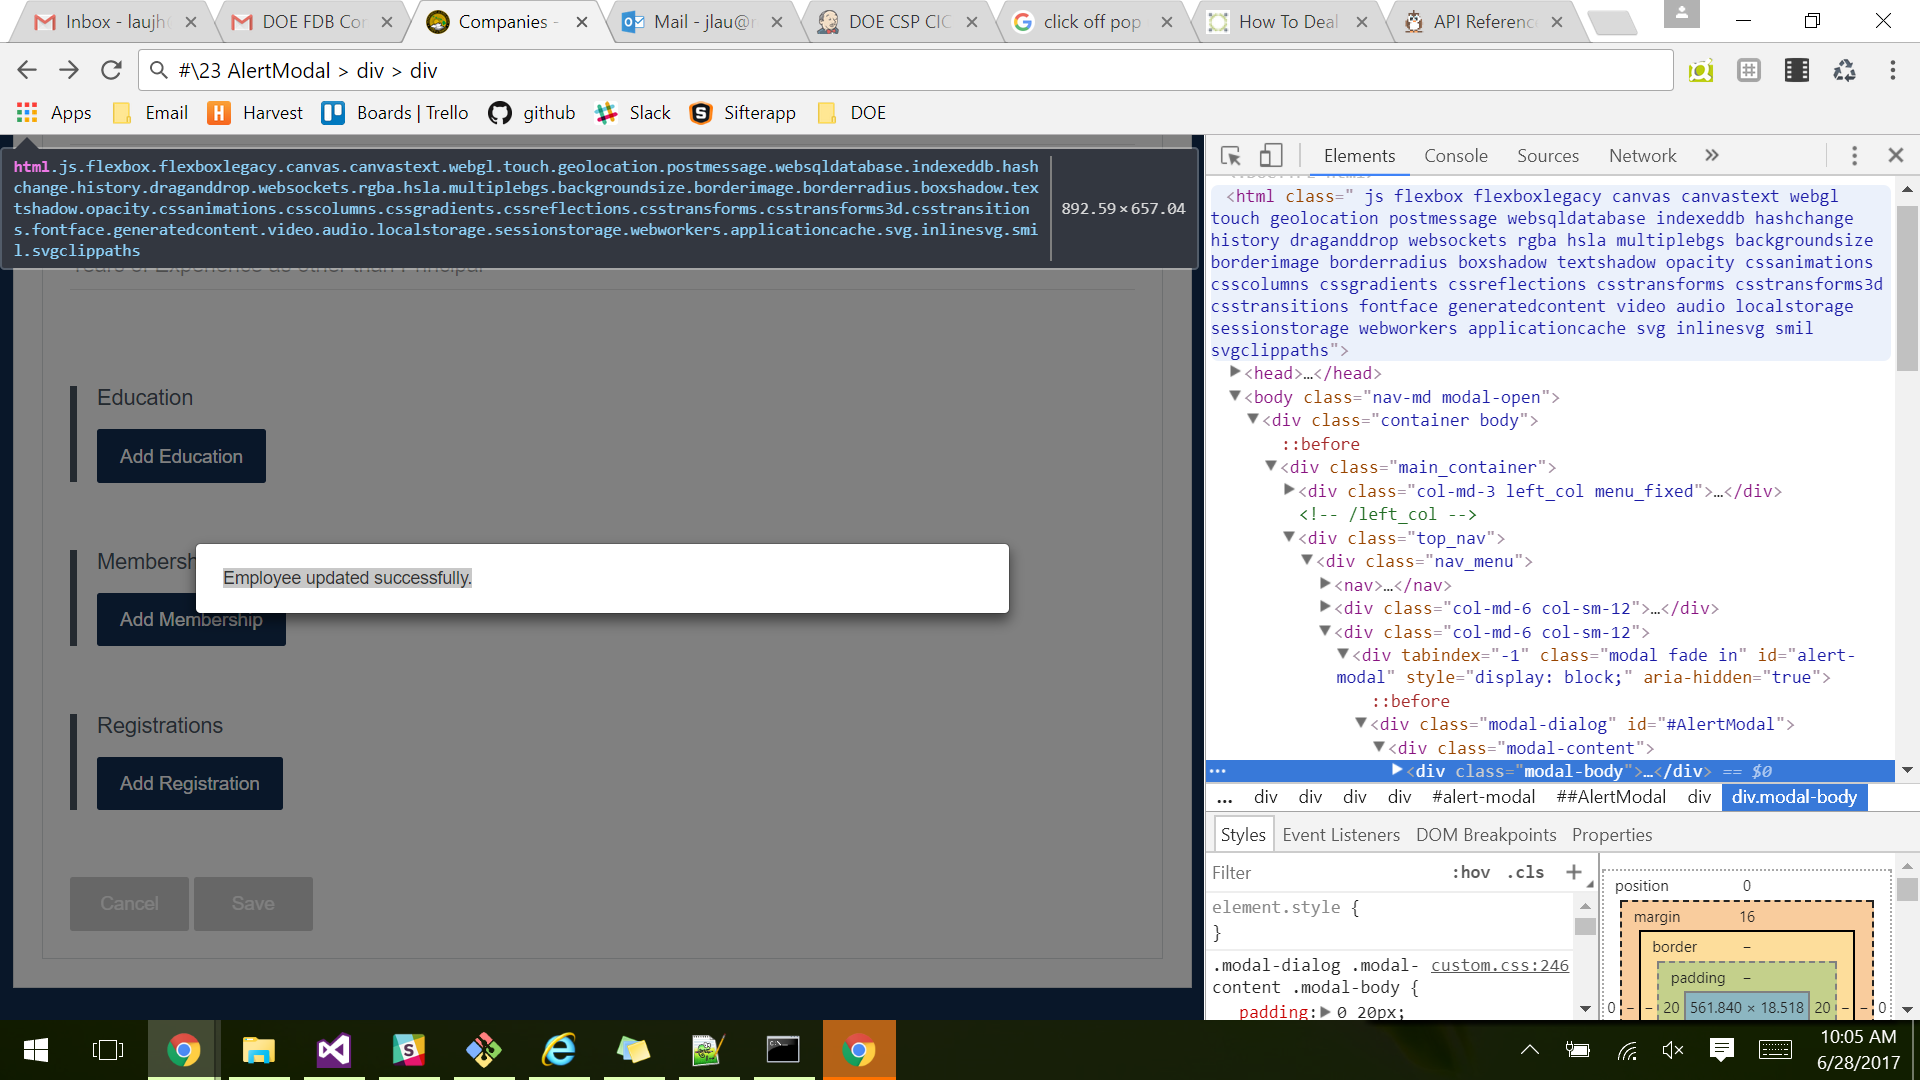 Inbox - laujh
DOE FDB Cor
Companies -
Mail - jlau@r
DOE CSP CIC
click off pop
How To Deal
API Referenc
#\23 AlertModal > div > div
Apps
Email
Harvest
Boards | Trello
github
Slack
Sifterapp
DOE
html.js.flexbox.flexboxlegacy.canvas.canvastext.webgl.touch.geolocation.postmessage.websqldatabase.indexeddb.hash
change.history.draganddrop.websockets.rgba.hsla.multiplebgs.backgroundsize.borderimage.borderradius.boxshadow.tex
tshadow.opacity.cssanimations.csscolumns.cssgradients.cssreflections.csstransforms.csstransforms3d.csstransition
s.fontface.generatedcontent.video.audio.localstorage.sessionstorage.webworkers.applicationcache.svg.inlinesvg.smi
l.svgclippaths
892.59 × 657.04
Years of Experience as other than Principal
Education
Add Education
Membersh
Employee updated successfully.
Add Membership
Registrations
Add Registration
Cancel
Save
Elements
Console
Sources
Network
»
<html class=" js flexbox flexboxlegacy canvas canvastext webgl
touch geolocation postmessage websqldatabase indexeddb hashchange
history draganddrop websockets rgba hsla multiplebgs backgroundsize
borderimage borderradius boxshadow textshadow opacity cssanimations
csscolumns cssgradients cssreflections csstransforms csstransforms3d
csstransitions fontface generatedcontent video audio localstorage
sessionstorage webworkers applicationcache svg inlinesvg smil
svgclippaths">
<head>…</head>
<body class="nav-md modal-open">
<div class="container body">
::before
<div class="main_container">
<div class="col-md-3 left_col menu_fixed">…</div>
<!-- /left_col -->
<div class="top_nav">
<div class="nav_menu">
<nav>…</nav>
<div class="col-md-6 col-sm-12">…</div>
<div class="col-md-6 col-sm-12">
<div tabindex="-1" class="modal fade in" id="alert-
modal" style="display: block;" aria-hidden="true">
::before
<div class="modal-dialog" id="#AlertModal">
<div class="modal-content">
… <div class="modal-body">…</div> == $0
… div div div div #alert-modal ##AlertModal div div.modal-body
Styles
Event Listeners
DOM Breakpoints
Properties
Filter
:hov
.cls
+
element.style {
}
.modal-dialog .modal-
custom.css:246
content .modal-body {
padding: 0 20px;
position 0
margin 16
border –
padding –
0 – – 20 561.840 × 18.518 20 – – 0
10:05 AM
6/28/2017